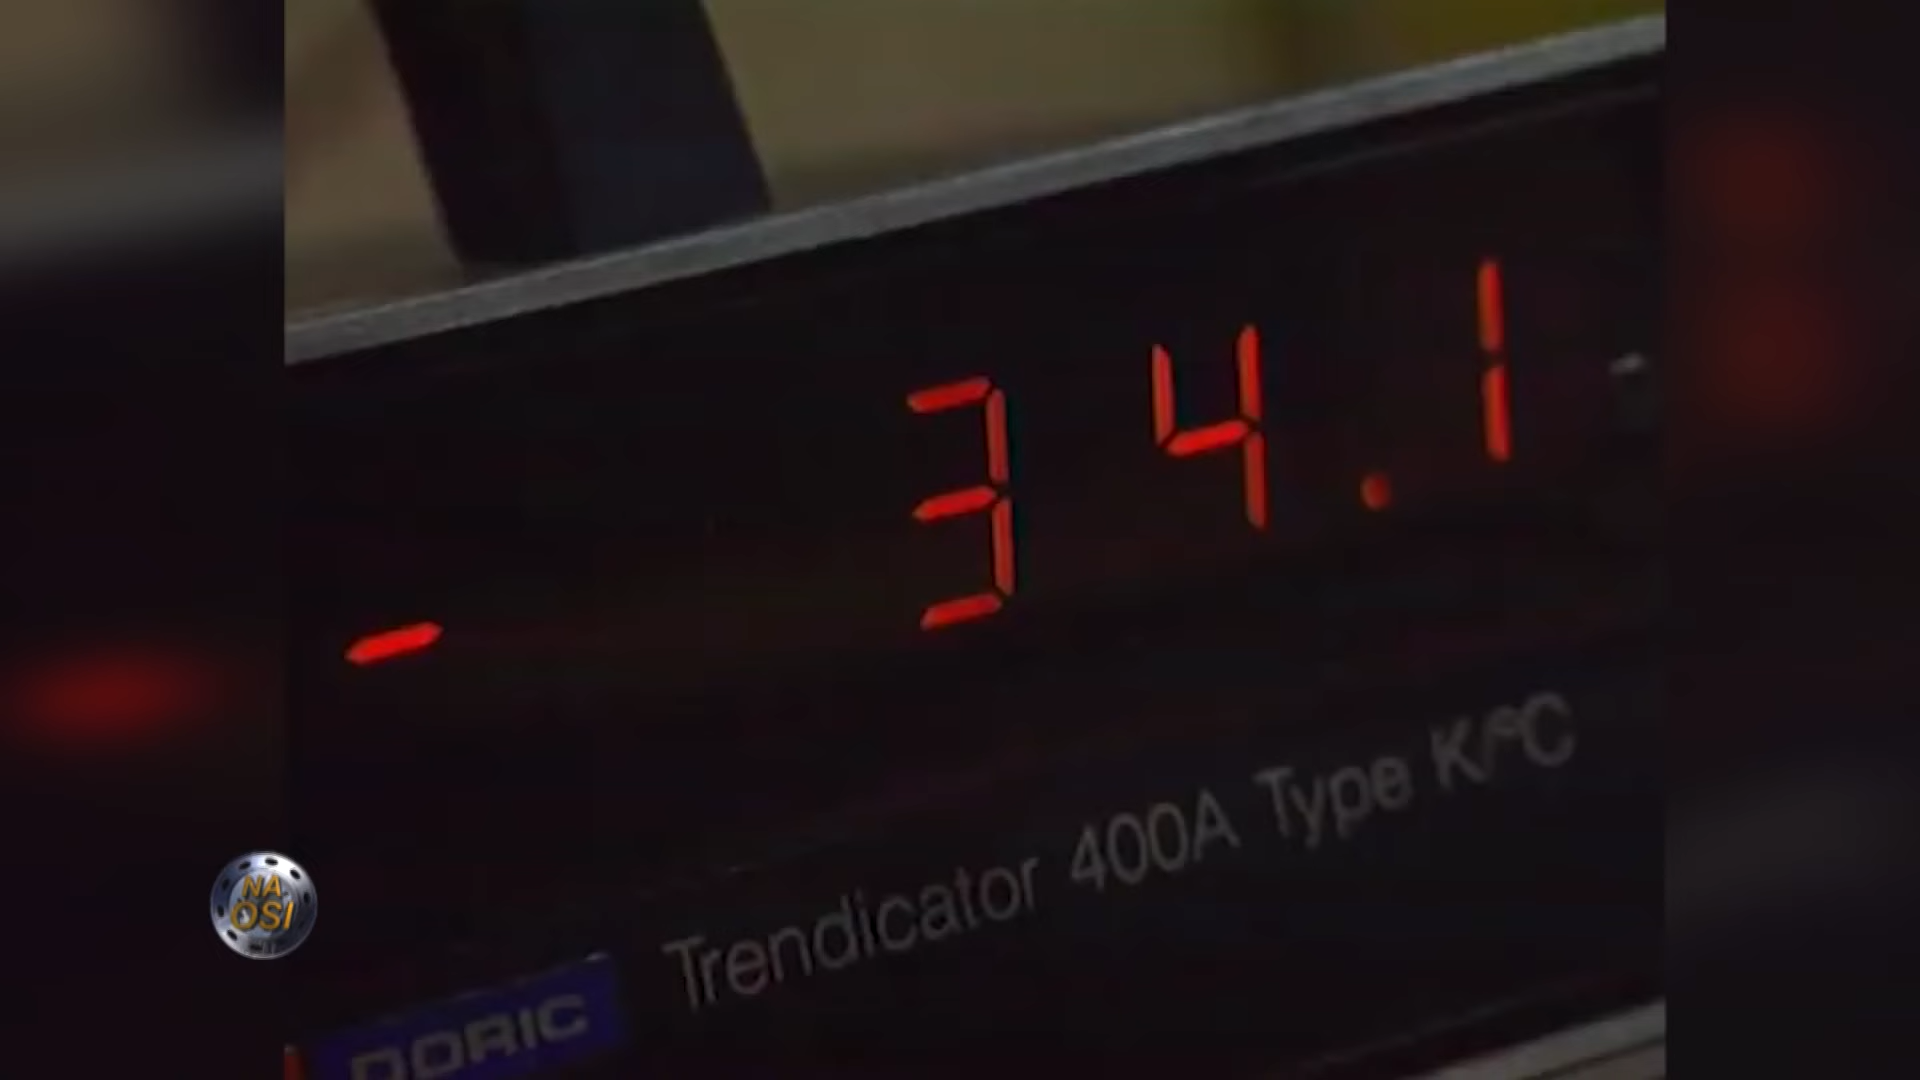 - 34.1
Trendicator 400A Type K/°C
DORIC
NA
OSI